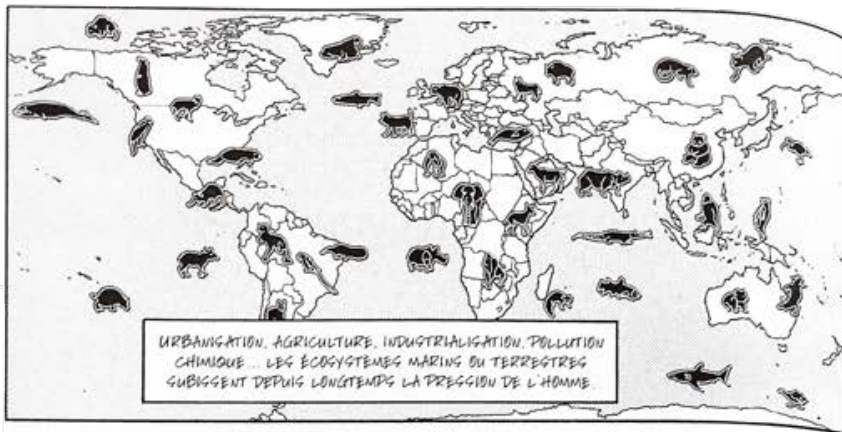 URBANISATION, AGRICULTURE, INDUSTRIALISATION, POLLUTION
CHIMIQUE... LES ÉCOSYSTÈMES MARINS OU TERRESTRES
SUBISSENT DEPUIS LONGTEMPS LA PRESSION DE L'HOMME.